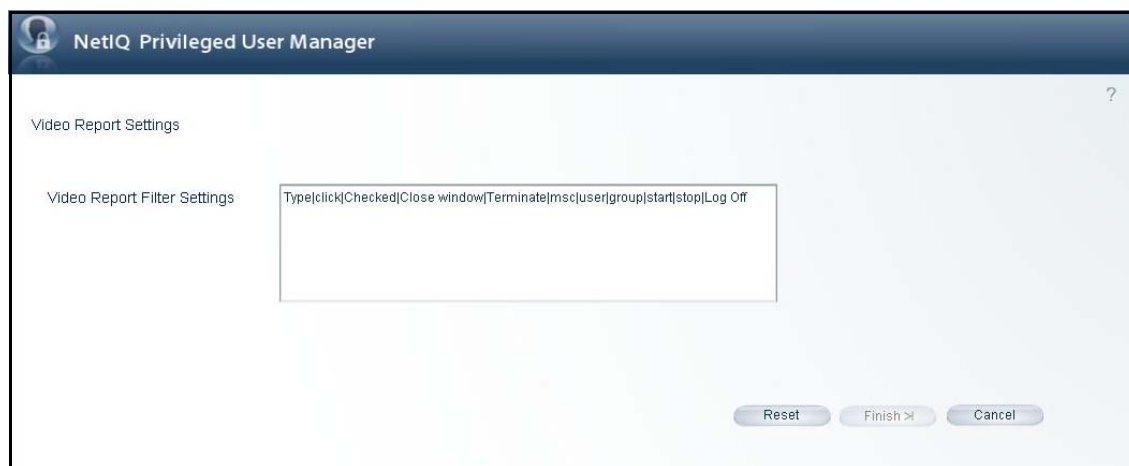 NetIQ Privileged User Manager
?
Video Report Settings
Video Report Filter Settings
Type|click|Checked|Close window|Terminate|msc|user|group|start|stop|Log Off
Reset Finish >| Cancel